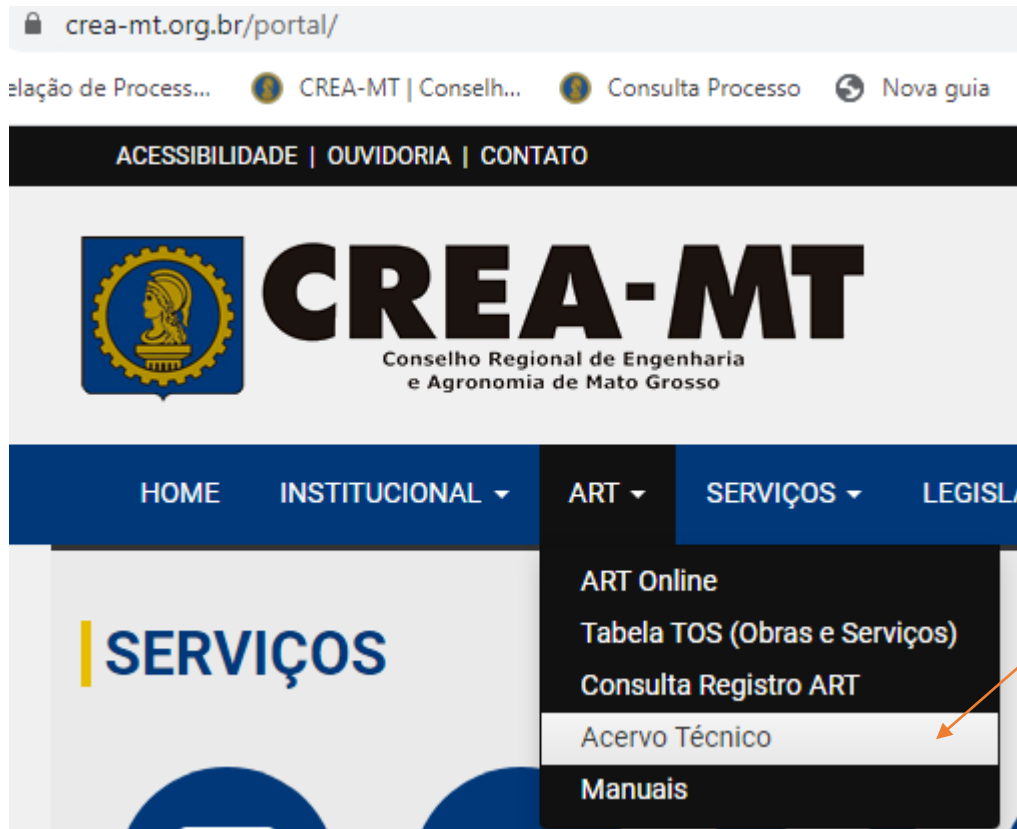 crea-mt.org.br/portal/
elação de Process... CREA-MT | Conselh... Consulta Processo Nova guia
ACESSIBILIDADE | OUVIDORIA | CONTATO
CREA-MT
Conselho Regional de Engenharia
e Agronomia de Mato Grosso
HOME INSTITUCIONAL ART SERVIÇOS LEGISLA
SERVIÇOS
ART Online
Tabela TOS (Obras e Serviços)
Consulta Registro ART
Acervo Técnico
Manuais